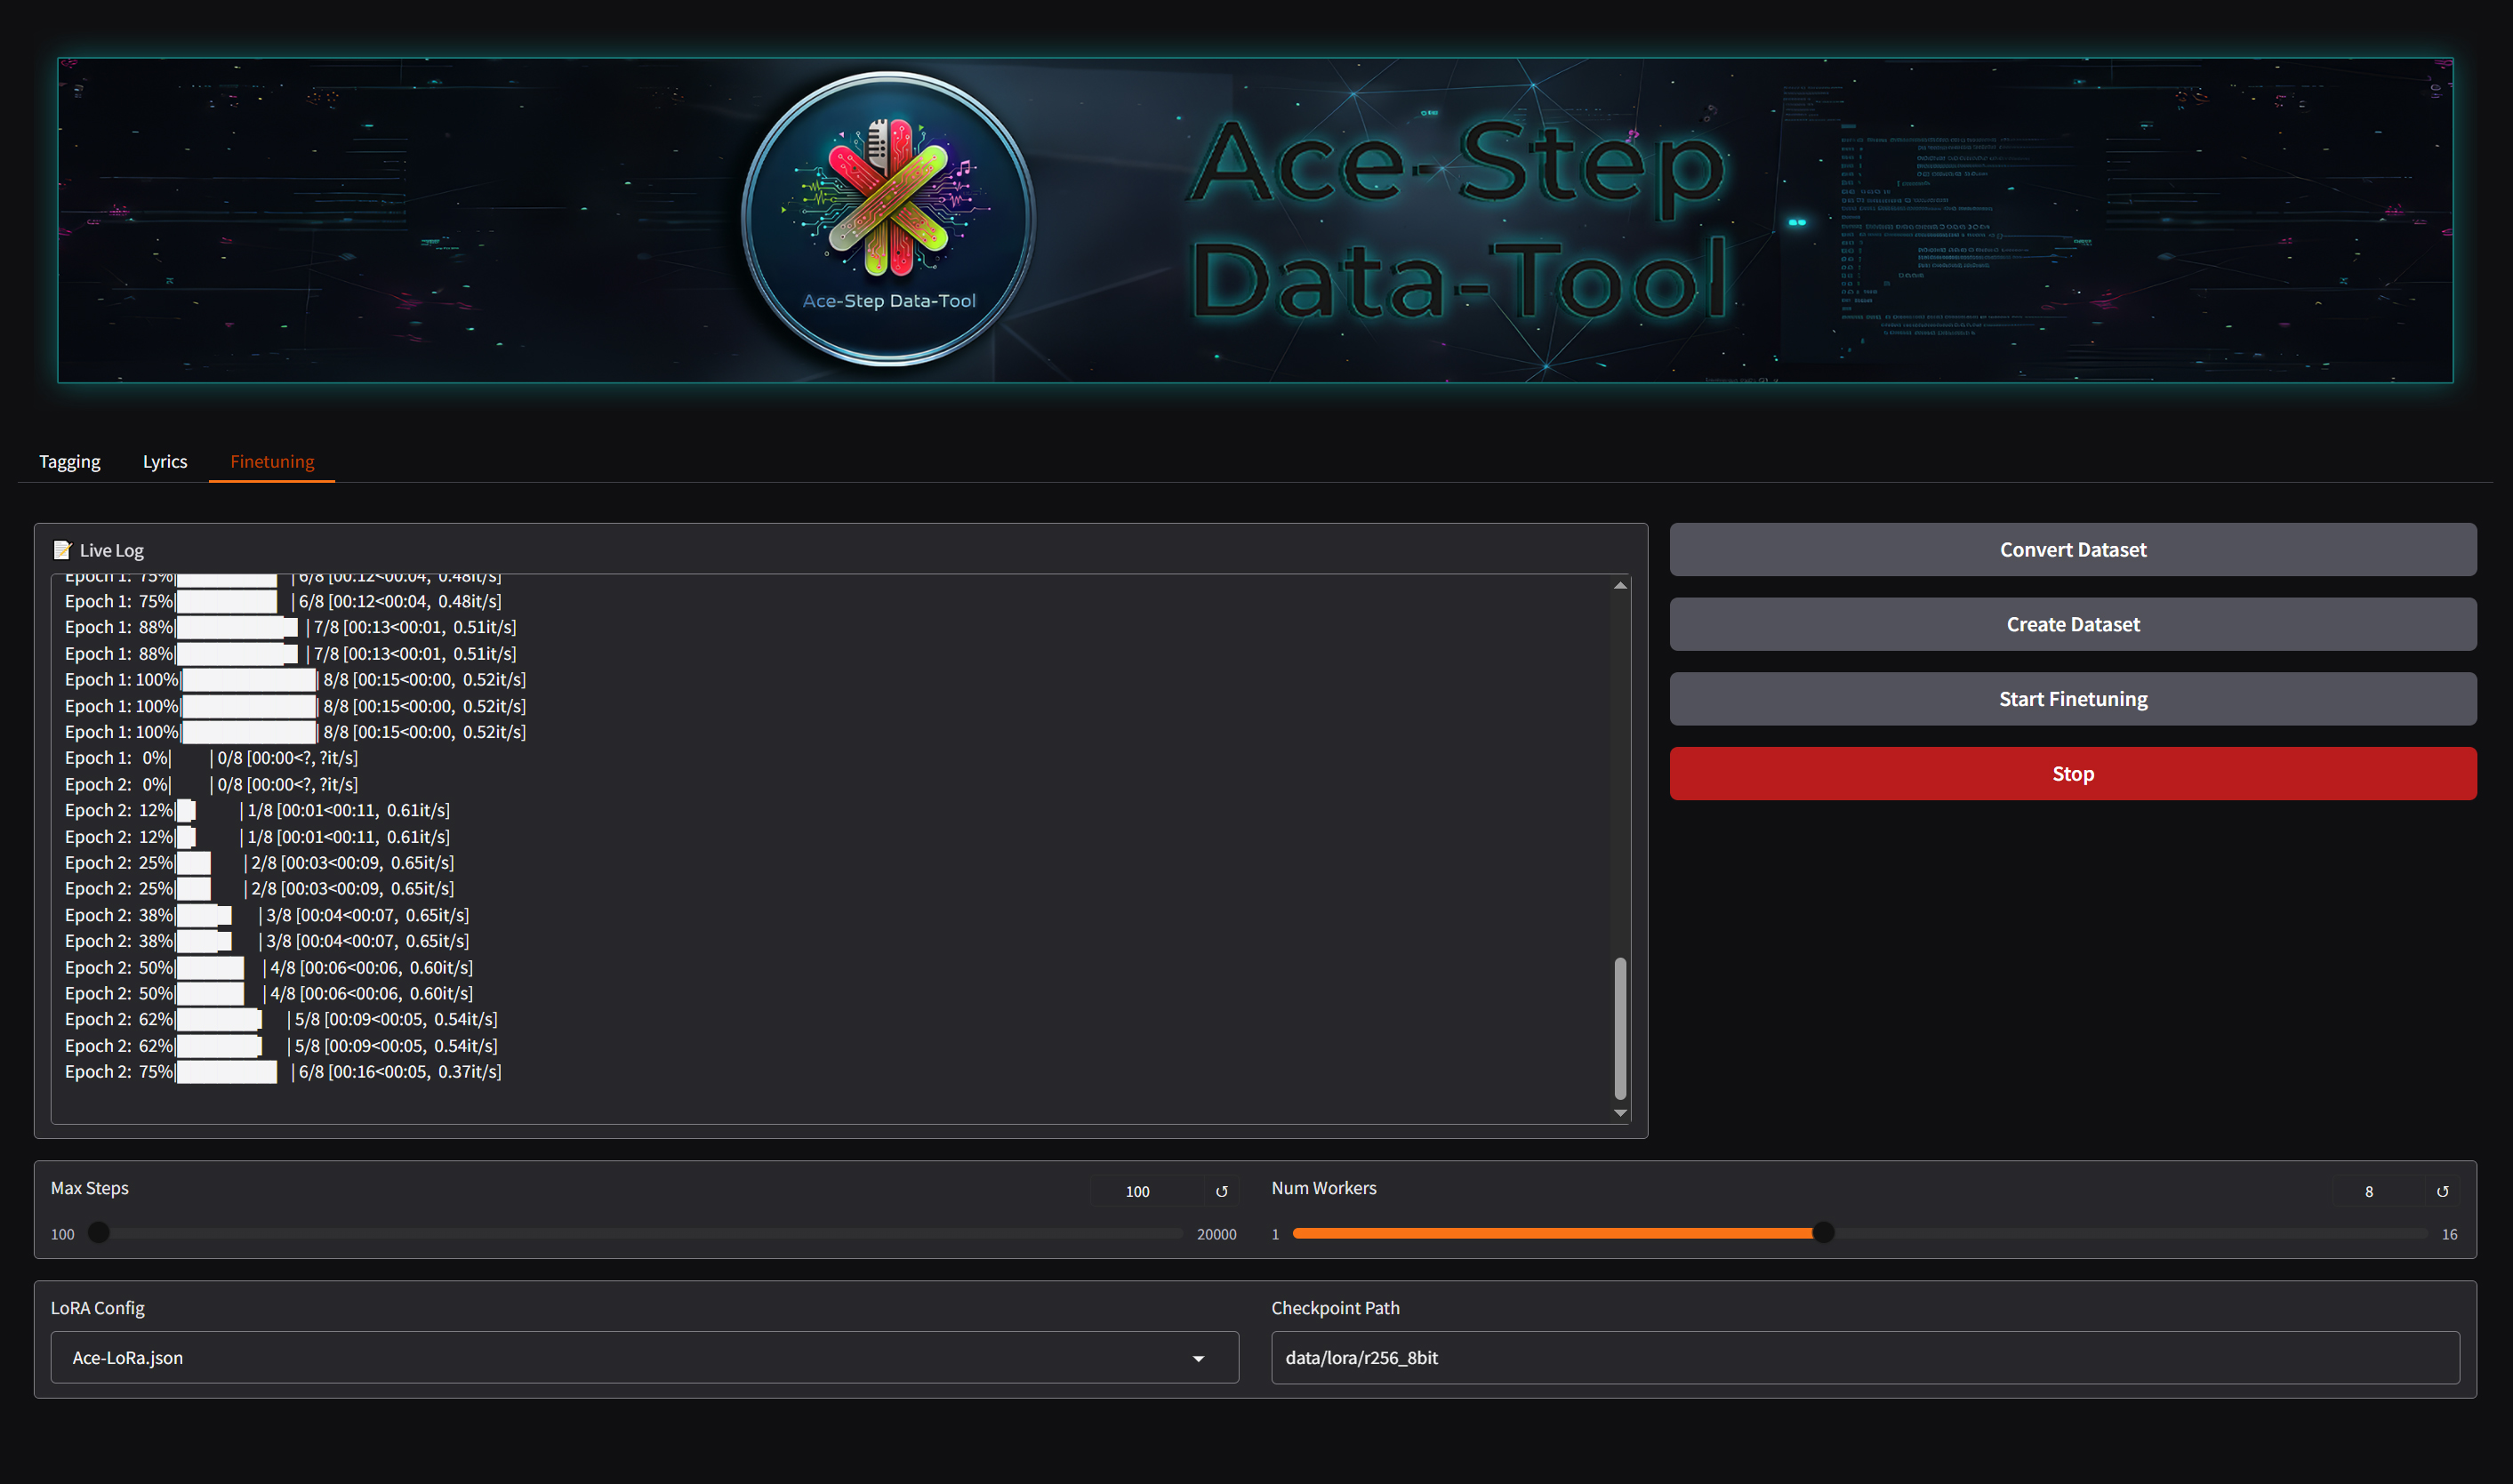 Ace-Step
Data-Tool
Ace-Step Data-Tool
Tagging
Lyrics
Finetuning
📝 Live Log
Epoch 1: 75%|██████████ | 6/8 [00:12<00:04, 0.48it/s]
Epoch 1: 75%|██████████ | 6/8 [00:12<00:04, 0.48it/s]
Epoch 1: 88%|████████████ | 7/8 [00:13<00:01, 0.51it/s]
Epoch 1: 88%|████████████ | 7/8 [00:13<00:01, 0.51it/s]
Epoch 1: 100%|█████████████| 8/8 [00:15<00:00, 0.52it/s]
Epoch 1: 100%|█████████████| 8/8 [00:15<00:00, 0.52it/s]
Epoch 1: 100%|█████████████| 8/8 [00:15<00:00, 0.52it/s]
Epoch 1: 0%| | 0/8 [00:00<?, ?it/s]
Epoch 2: 0%| | 0/8 [00:00<?, ?it/s]
Epoch 2: 12%|██ | 1/8 [00:01<00:11, 0.61it/s]
Epoch 2: 12%|██ | 1/8 [00:01<00:11, 0.61it/s]
Epoch 2: 25%|███ | 2/8 [00:03<00:09, 0.65it/s]
Epoch 2: 25%|███ | 2/8 [00:03<00:09, 0.65it/s]
Epoch 2: 38%|█████ | 3/8 [00:04<00:07, 0.65it/s]
Epoch 2: 38%|█████ | 3/8 [00:04<00:07, 0.65it/s]
Epoch 2: 50%|██████ | 4/8 [00:06<00:06, 0.60it/s]
Epoch 2: 50%|██████ | 4/8 [00:06<00:06, 0.60it/s]
Epoch 2: 62%|████████ | 5/8 [00:09<00:05, 0.54it/s]
Epoch 2: 62%|████████ | 5/8 [00:09<00:05, 0.54it/s]
Epoch 2: 75%|██████████ | 6/8 [00:16<00:05, 0.37it/s]
Convert Dataset
Create Dataset
Start Finetuning
Stop
Max Steps
100
↺
100
20000
Num Workers
8
↺
1
16
LoRA Config
Ace-LoRa.json
Checkpoint Path
data/lora/r256_8bit